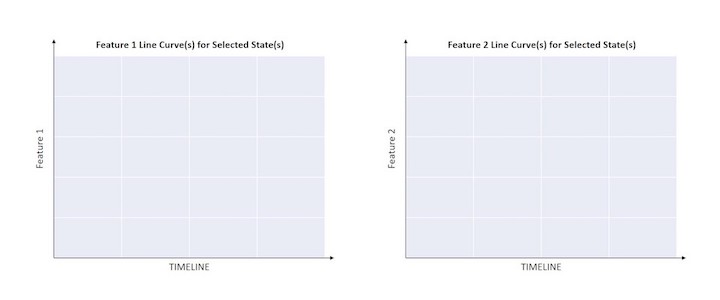 Feature 1 Line Curve(s) for Selected State(s)
Feature 1
TIMELINE
Feature 2 Line Curve(s) for Selected State(s)
Feature 2
TIMELINE